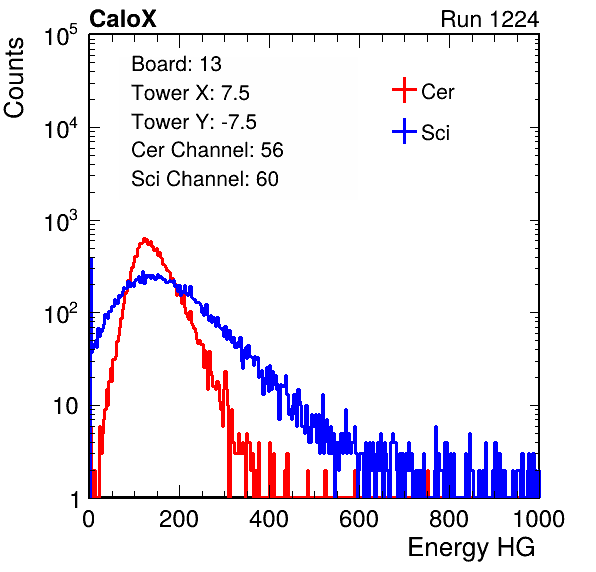 CaloX Run 1224
Counts
10^5
10^4
10^3
10^2
10
1
Board: 13
Tower X: 7.5
Tower Y: -7.5
Cer Channel: 56
Sci Channel: 60
Cer
Sci
0 200 400 600 800 1000
Energy HG